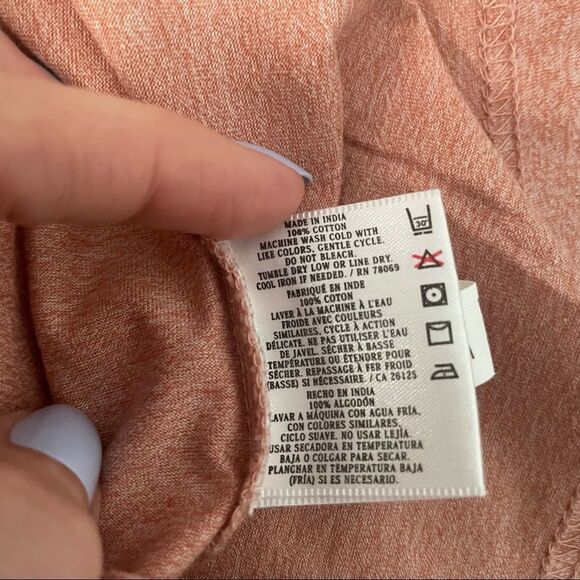 MADE IN INDIA
100% COTTON
MACHINE WASH COLD WITH
LIKE COLORS, GENTLE CYCLE.
DO NOT BLEACH.
TUMBLE DRY LOW OR LINE DRY.
COOL IRON IF NEEDED. / RN 78069
FABRIQUÉ EN INDE
100% COTON
LAVER À LA MACHINE À L'EAU
FROIDE AVEC COULEURS
SIMILAIRES, CYCLE À ACTION
DÉLICATE. NE PAS UTILISER L'EAU
DE JAVEL. SÉCHER À BASSE
TEMPÉRATURE OU ÉTENDRE POUR
SÉCHER. REPASSAGE À FER FROID
(BASSE) SI NÉCESSAIRE. / CA 26125
HECHO EN INDIA
100% ALGODÓN
LAVAR A MÁQUINA CON AGUA FRÍA,
CON COLORES SIMILARES,
CICLO SUAVE. NO USAR LEJÍA.
USAR SECADORA EN TEMPERATURA
BAJA O COLGAR PARA SECAR.
PLANCHAR EN TEMPERATURA BAJA
(FRÍA) SI ES NECESARIO.
30°